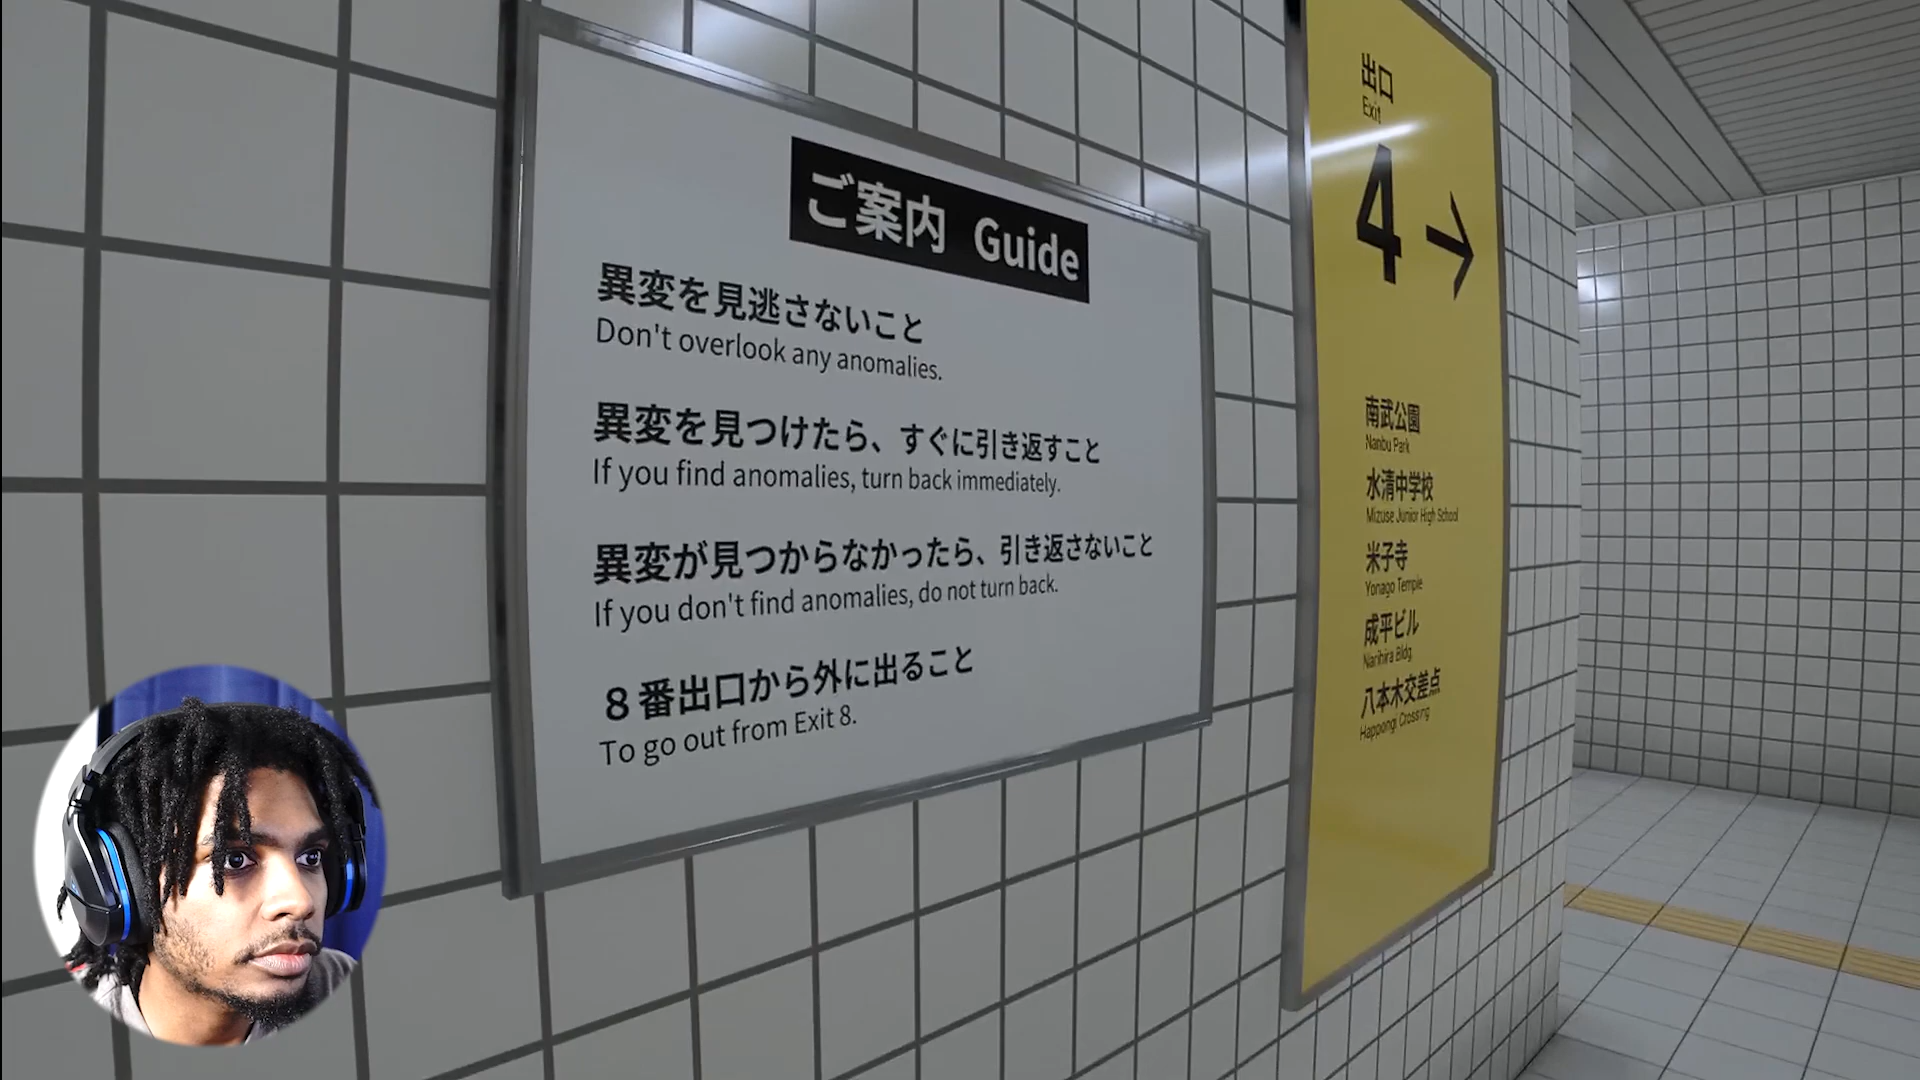 ご案内 Guide
異変を見逃さないこと
Don't overlook any anomalies.
異変を見つけたら、すぐに引き返すこと
If you find anomalies, turn back immediately.
異変が見つからなかったら、引き返さないこと
If you don't find anomalies, do not turn back.
8番出口から外に出ること
To go out from Exit 8.
出口
Exit
4→
南武公園
Nanbu Park
水清中学校
Mizuse Junior High School
米子寺
Yonago Temple
成平ビル
Narihira Bldg
八本木交差点
Happongi Crossing